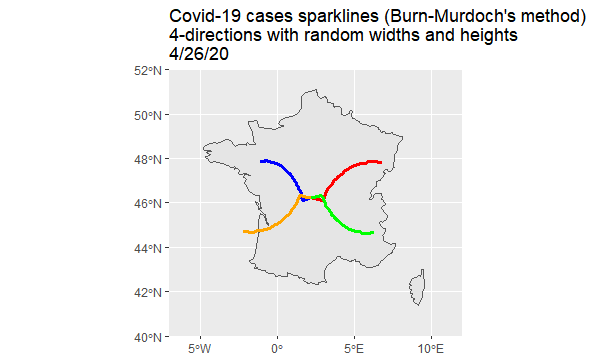 Covid-19 cases sparklines (Burn-Murdoch's method)
4-directions with random widths and heights
4/26/20
52°N
50°N
48°N
46°N
44°N
42°N
40°N
5°W 0° 5°E 10°E